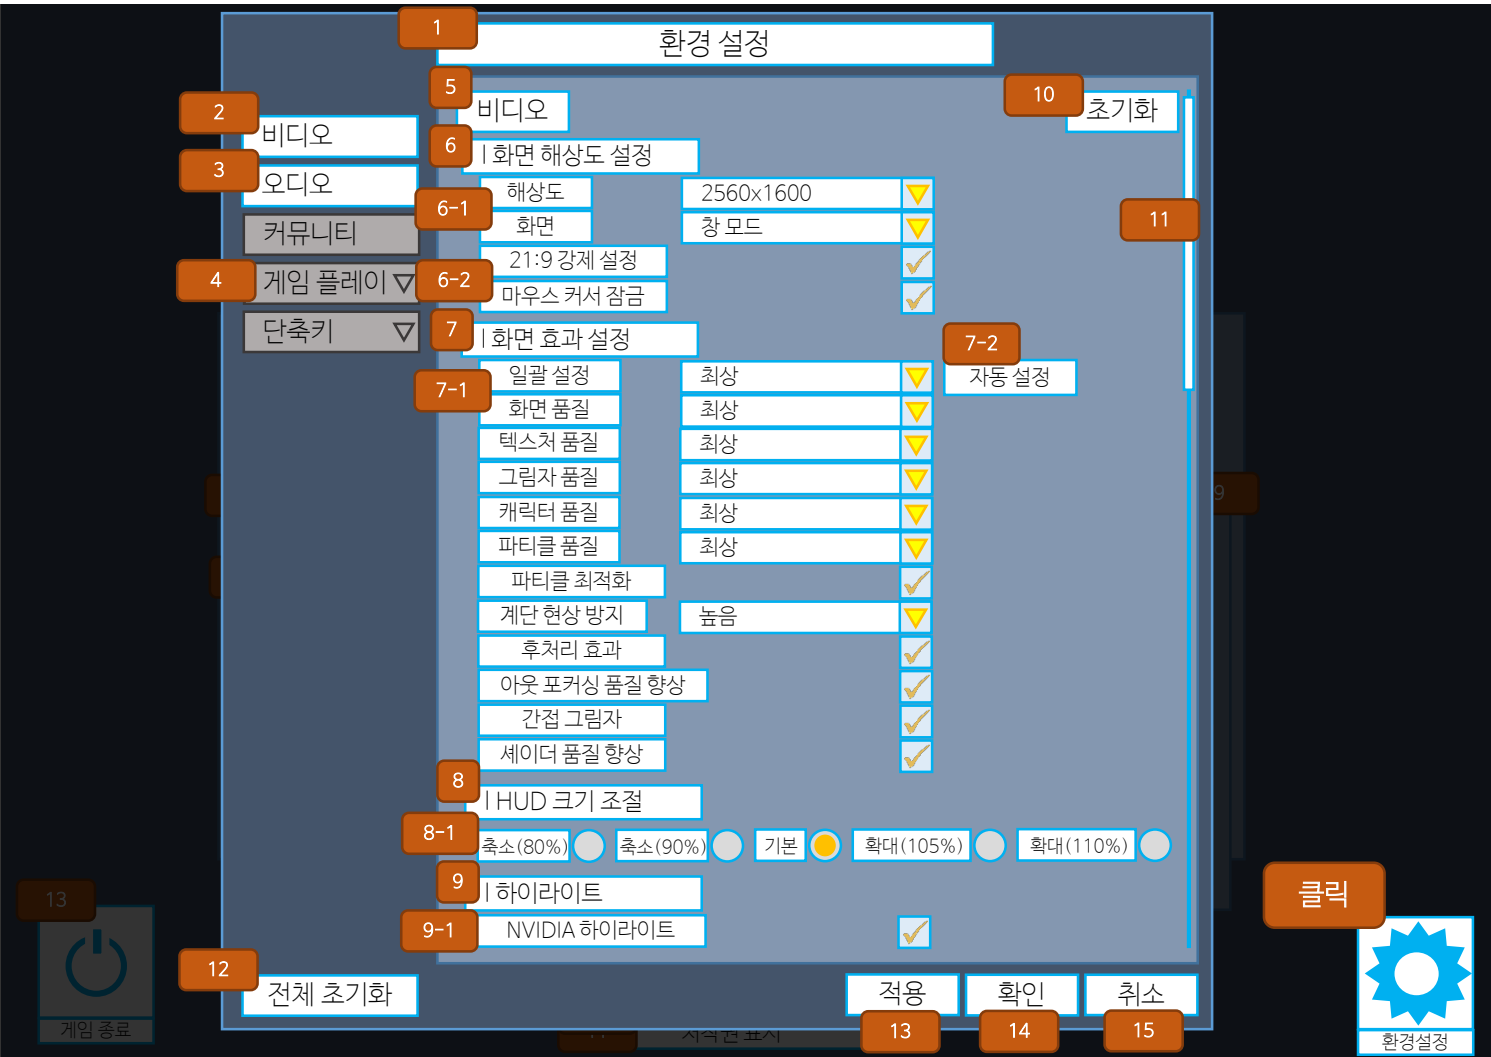 1
환경 설정
5
10
비디오
초기화
2
비디오
6
| 화면 해상도 설정
3
오디오
6-1
해상도
2560x1600
11
커뮤니티
화면
창 모드
4
게임 플레이
6-2
21:9 강제 설정
마우스 커서 잠금
단축키
7
| 화면 효과 설정
7-2
7-1
일괄 설정
최상
자동 설정
화면 품질
최상
텍스처 품질
최상
그림자 품질
최상
캐릭터 품질
최상
9
파티클 품질
최상
파티클 최적화
계단 현상 방지
높음
후처리 효과
아웃 포커싱 품질 향상
간접 그림자
셰이더 품질 향상
8
| HUD 크기 조절
8-1
축소(80%)
축소(90%)
기본
확대(105%)
확대(110%)
9
| 하이라이트
13
클릭
9-1
NVIDIA 하이라이트
12
전체 초기화
적용
확인
취소
게임 종료
13
14
15
환경설정